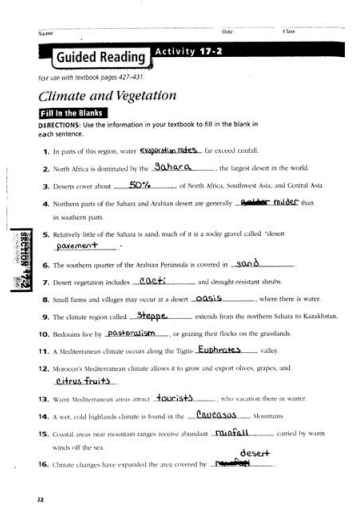 Name Date Class
Guided Reading Activity 17-2
For use with textbook pages 427–431.
Climate and Vegetation
Fill In the Blanks
DIRECTIONS: Use the information in your textbook to fill in the blank in
each sentence.
1. In parts of this region, water evaporation rates far exceed rainfall.
2. North Africa is dominated by the Sahara, the largest desert in the world.
3. Deserts cover about 50% of North Africa, Southwest Asia, and Central Asia.
4. Northern parts of the Sahara and Arabian desert are generally milder than
in southern parts.
5. Relatively little of the Sahara is sand; much of it is a rocky gravel called "desert
pavement.
6. The southern quarter of the Arabian Peninsula is covered in sand.
7. Desert vegetation includes cacti and drought-resistant shrubs.
8. Small farms and villages may occur at a desert oasis, where there is water.
9. The climate region called steppe extends from the northern Sahara to Kazakhstan.
10. Bedouins live by pastoralism, or grazing their flocks on the grasslands.
11. A Mediterranean climate occurs along the Tigris-Euphrates valley.
12. Morocco's Mediterranean climate allows it to grow and export olives, grapes, and
citrus fruits.
13. Warm Mediterranean areas attract tourists, who vacation there in winter.
14. A wet, cold highlands climate is found in the Caucasus Mountains.
15. Coastal areas near mountain ranges receive abundant rainfall carried by warm
winds off the sea.
desert
16. Climate changes have expanded the area covered by
SECTION 17-2
22